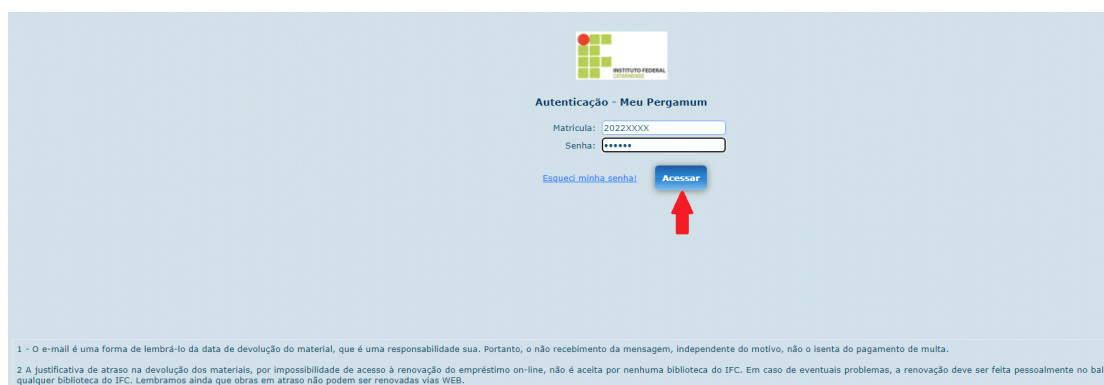 INSTITUTO FEDERAL
CATARINENSE
Autenticação - Meu Pergamum
Matricula: 2022XXXX
Senha: ••••••
Esqueci minha senha! Acessar
1 - O e-mail é uma forma de lembrá-lo da data de devolução do material, que é uma responsabilidade sua. Portanto, o não recebimento da mensagem, independente do motivo, não o isenta do pagamento de multa.
2 A justificativa de atraso na devolução dos materiais, por impossibilidade de acesso à renovação do empréstimo on-line, não é aceita por nenhuma biblioteca do IFC. Em caso de eventuais problemas, a renovação deve ser feita pessoalmente no bal
qualquer biblioteca do IFC. Lembramos ainda que obras em atraso não podem ser renovadas vias WEB.